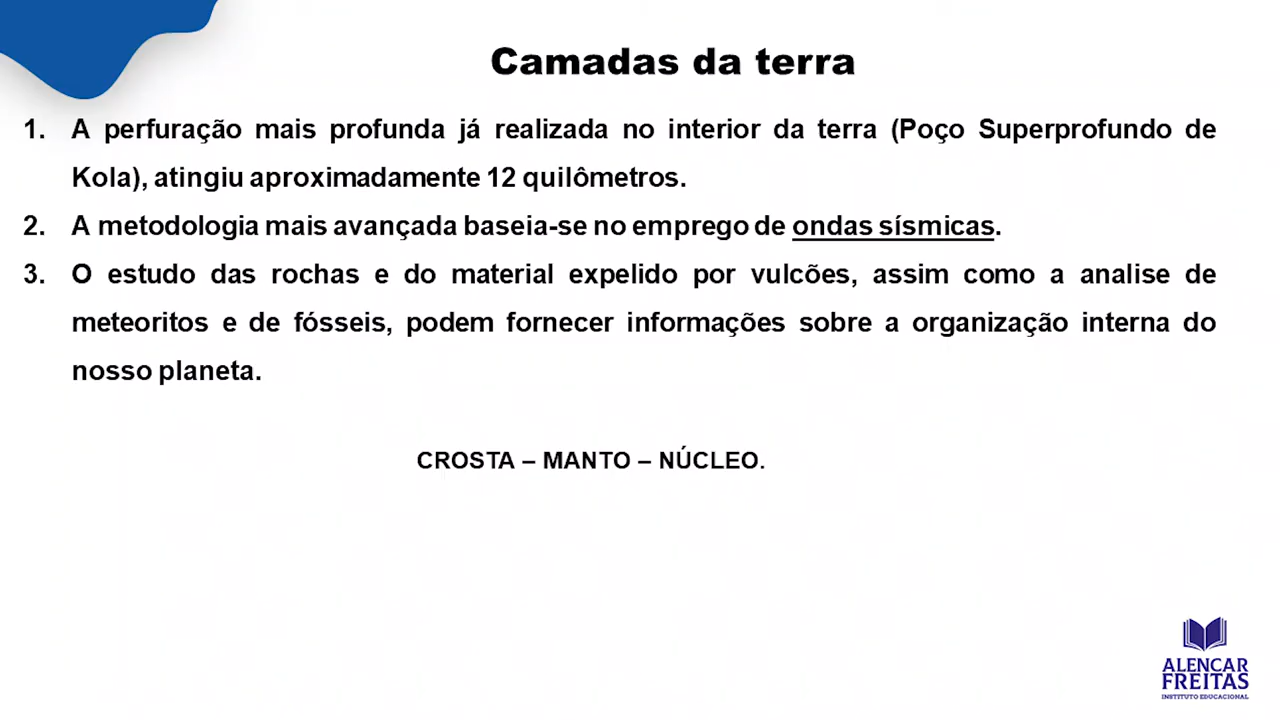 Camadas da terra
1. A perfuração mais profunda já realizada no interior da terra (Poço Superprofundo de
Kola), atingiu aproximadamente 12 quilômetros.
2. A metodologia mais avançada baseia-se no emprego de ondas sísmicas.
3. O estudo das rochas e do material expelido por vulcões, assim como a analise de
meteoritos e de fósseis, podem fornecer informações sobre a organização interna do
nosso planeta.
CROSTA – MANTO – NÚCLEO.
ALENCAR
FREITAS
INSTITUTO EDUCACIONAL